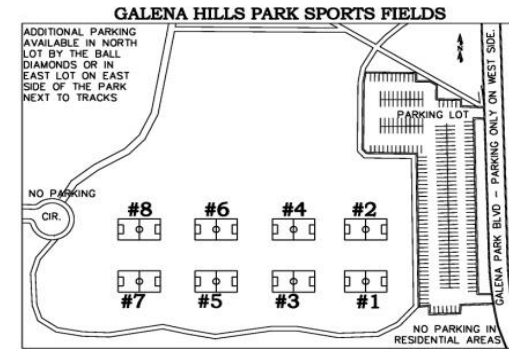 GALENA HILLS PARK SPORTS FIELDS
ADDITIONAL PARKING
AVAILABLE IN NORTH
LOT BY THE BALL
DIAMONDS OR IN
EAST LOT ON EAST
SIDE OF THE PARK
NEXT TO TRACKS
PARKING LOT
GALENA PARK BLVD - PARKING ONLY ON WEST SIDE.
NO PARKING
CIR.
#8 #6 #4 #2
#7 #5 #3 #1
NO PARKING IN
RESIDENTIAL AREAS